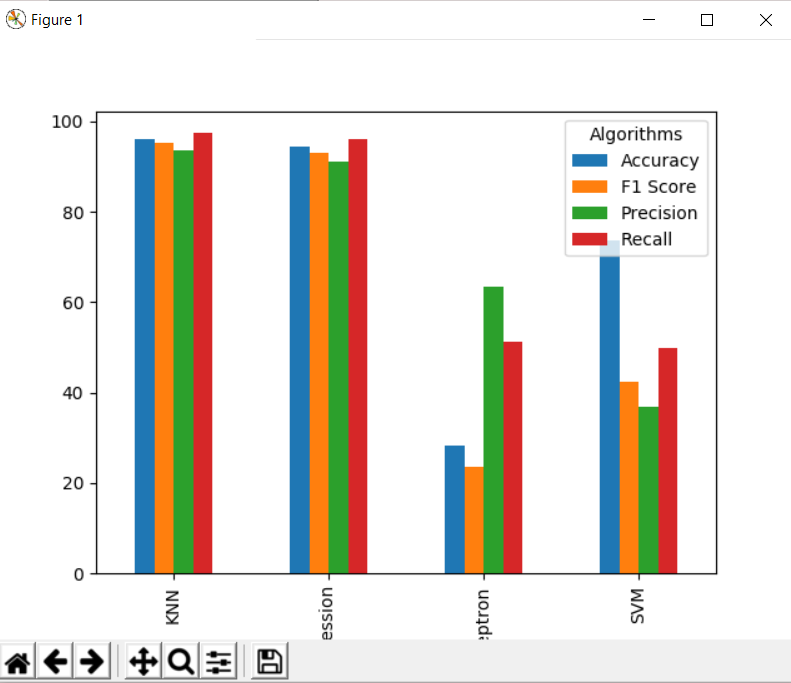 Figure 1
100
80
60
40
20
0
Algorithms
Accuracy
F1 Score
Precision
Recall
KNN
ession
eptron
SVM